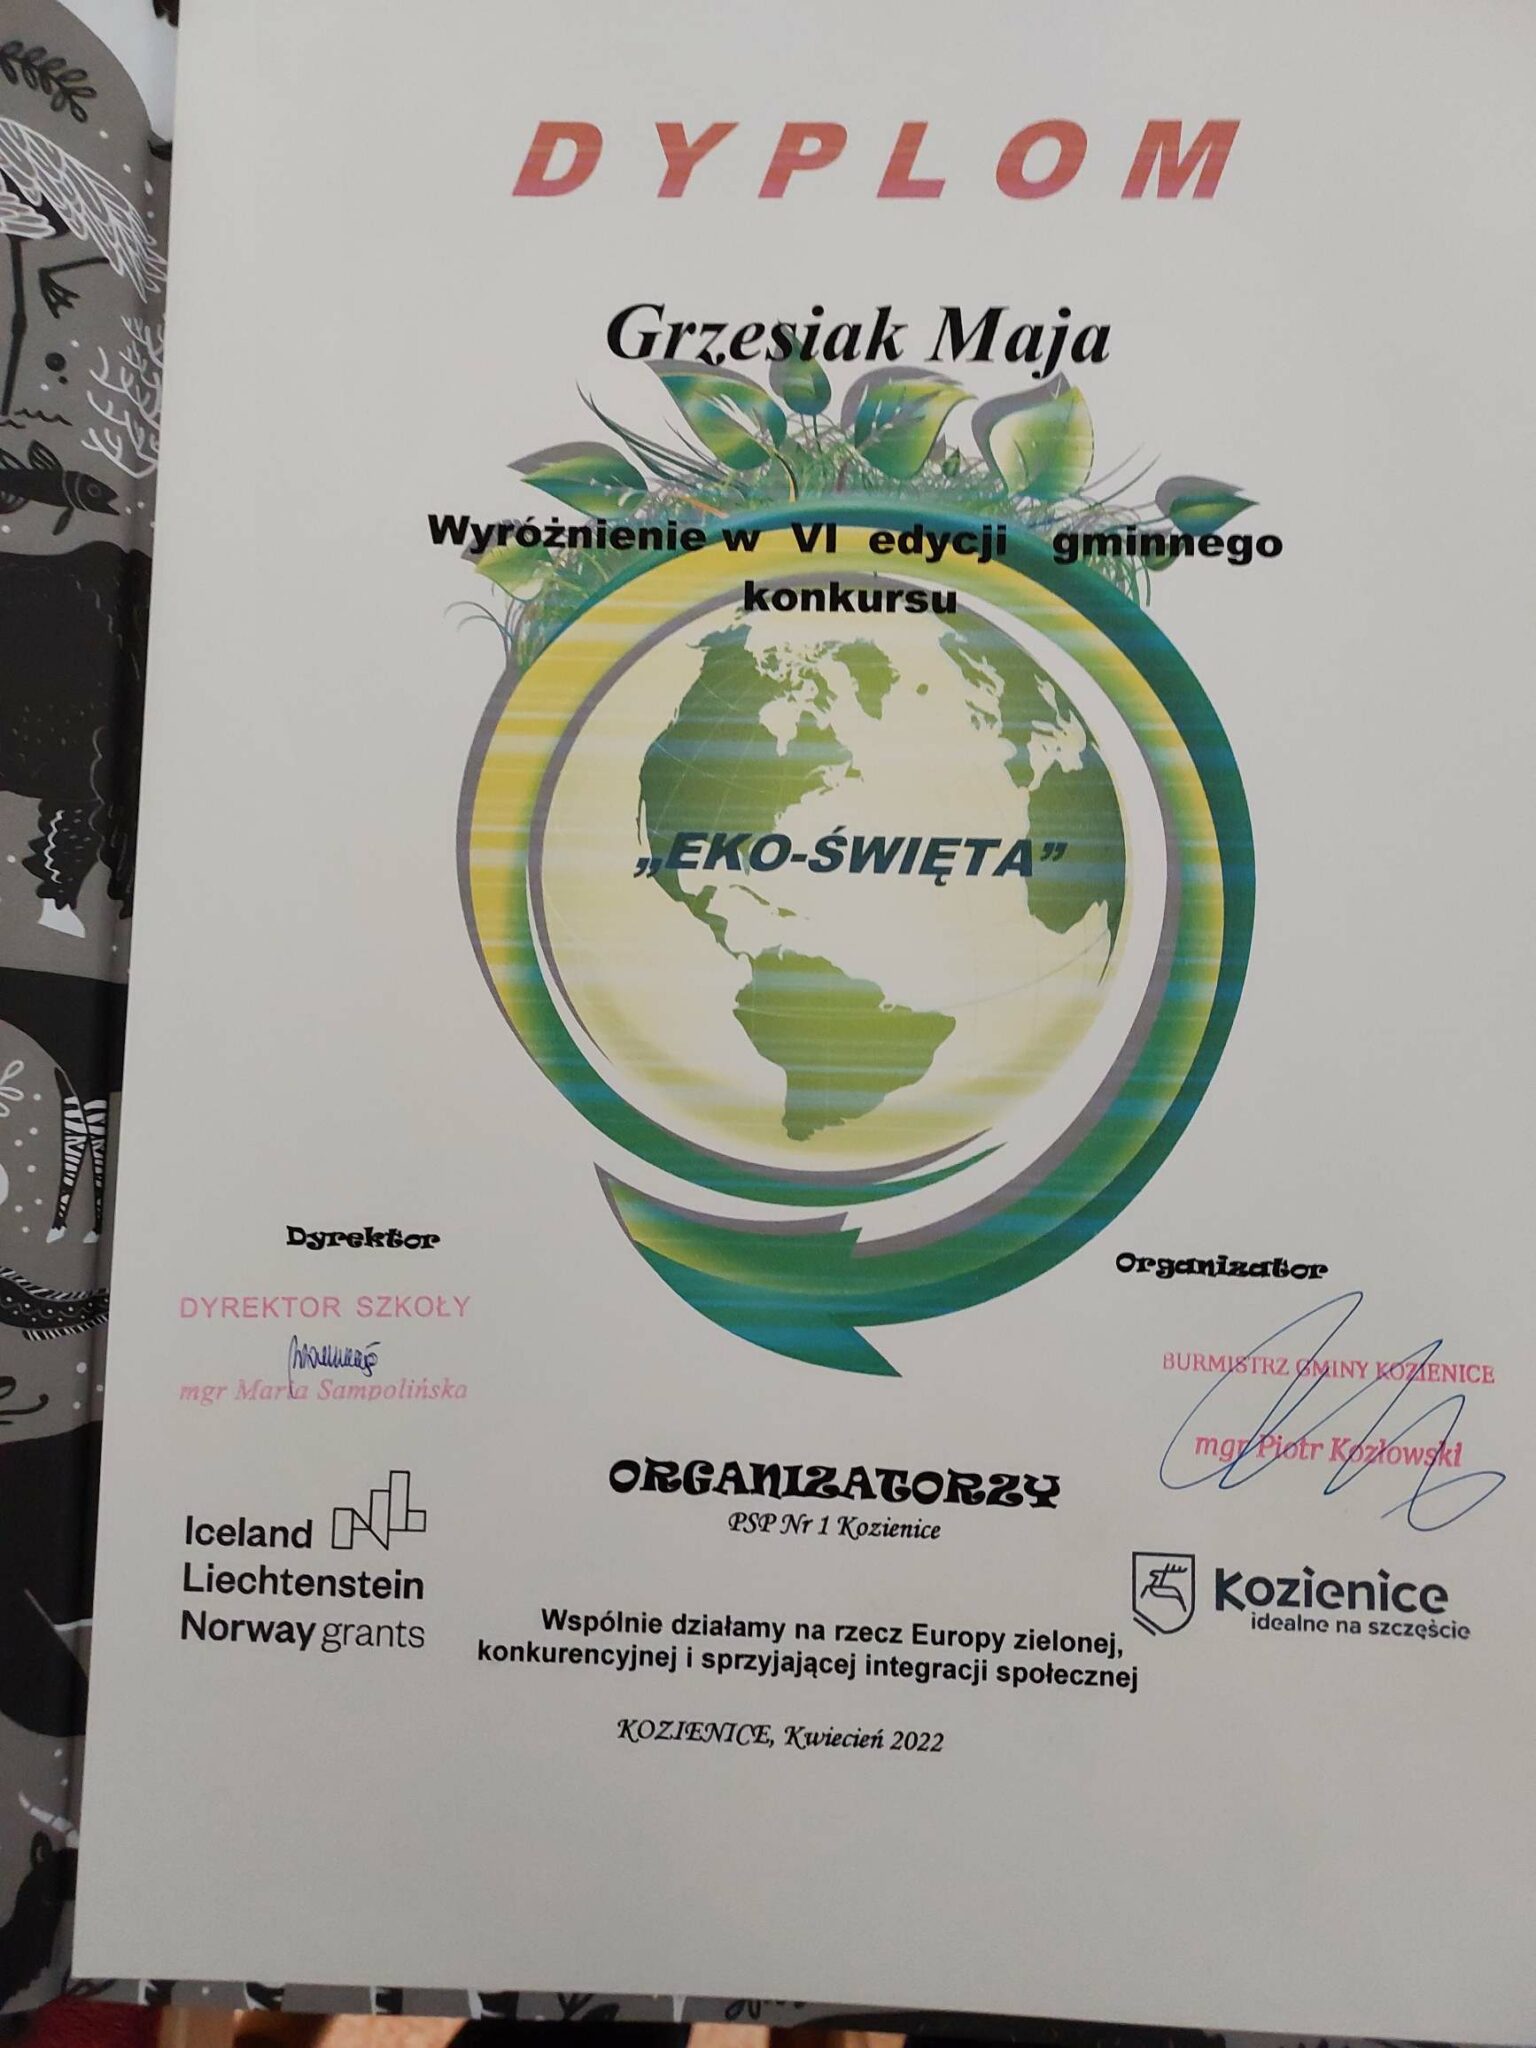 DYPLOM
Grzesiak Maja
Wyróżnienie w VI edycji gminnego
konkursu
„EKO-ŚWIĘTA”
Dyrektor
DYREKTOR SZKOŁY
mgr Maria Sampolińska
Organizator
BURMISTRZ GMINY KOZIENICE
mgr Piotr Kozłowski
ORGANIZATORZY
PSP Nr 1 Kozienice
Iceland
Liechtenstein
Norway grants
Kozienice
idealne na szczęście
Wspólnie działamy na rzecz Europy zielonej,
konkurencyjnej i sprzyjającej integracji społecznej
KOZIENICE, Kwiecień 2022